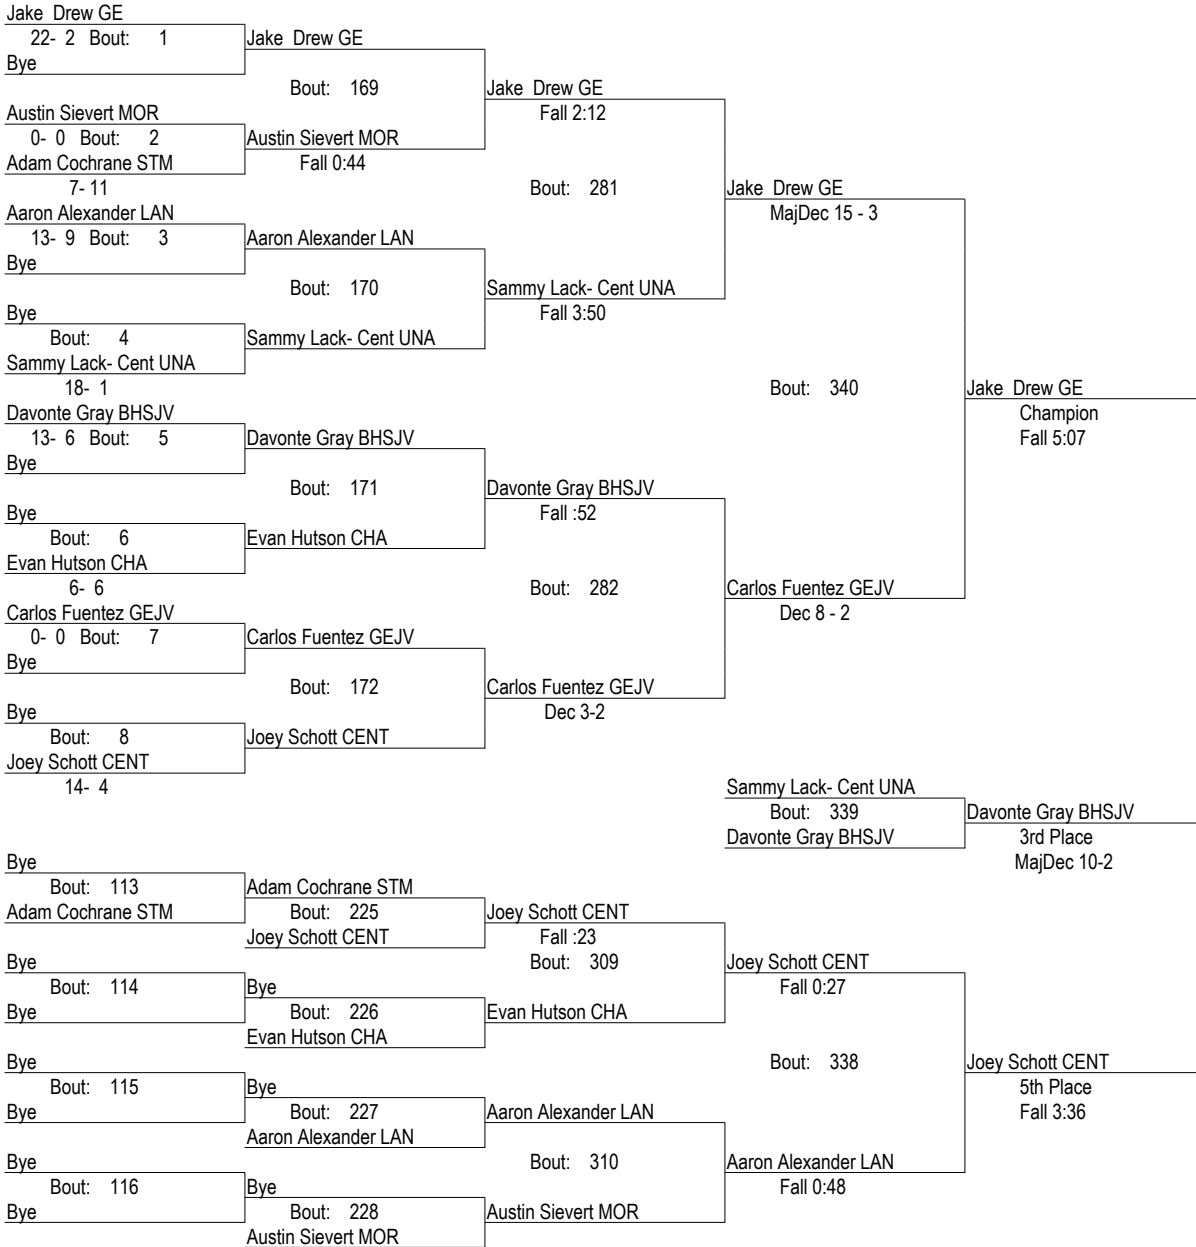 Jake  Drew GE
22-  2  Bout:  1
Jake  Drew GE
Bye
Bout:  169
Jake  Drew GE
Fall 2:12
Austin Sievert MOR
0-  0  Bout:  2
Austin Sievert MOR
Adam Cochrane STM
Fall 0:44
7- 11
Bout:  281
Jake  Drew GE
MajDec 15 - 3
Aaron Alexander LAN
13-  9  Bout:  3
Aaron Alexander LAN
Bye
Bout:  170
Sammy Lack- Cent UNA
Fall 3:50
Bye
Bout:  4
Sammy Lack- Cent UNA
Sammy Lack- Cent UNA
18-  1
Bout:  340
Jake  Drew GE
Champion
Fall 5:07
Davonte Gray BHSJV
13-  6  Bout:  5
Davonte Gray BHSJV
Bye
Bout:  171
Davonte Gray BHSJV
Fall :52
Bye
Bout:  6
Evan Hutson CHA
Evan Hutson CHA
6-  6
Bout:  282
Carlos Fuentez GEJV
Dec 8 - 2
Carlos Fuentez GEJV
0-  0  Bout:  7
Carlos Fuentez GEJV
Bye
Bout:  172
Carlos Fuentez GEJV
Dec 3-2
Bye
Bout:  8
Joey Schott CENT
Joey Schott CENT
14-  4
Sammy Lack- Cent UNA
Bout:  339
Davonte Gray BHSJV
Davonte Gray BHSJV
3rd Place
MajDec 10-2
Bye
Bout:  113
Adam Cochrane STM
Adam Cochrane STM
Bout:  225
Joey Schott CENT
Joey Schott CENT
Fall :23
Bout:  309
Joey Schott CENT
Fall 0:27
Bye
Bout:  114
Bye
Bye
Bout:  226
Evan Hutson CHA
Evan Hutson CHA
Bout:  338
Joey Schott CENT
5th Place
Fall 3:36
Bye
Bout:  115
Bye
Bye
Bout:  227
Aaron Alexander LAN
Aaron Alexander LAN
Bout:  310
Aaron Alexander LAN
Fall 0:48
Bye
Bout:  116
Bye
Bye
Bout:  228
Austin Sievert MOR
Austin Sievert MOR